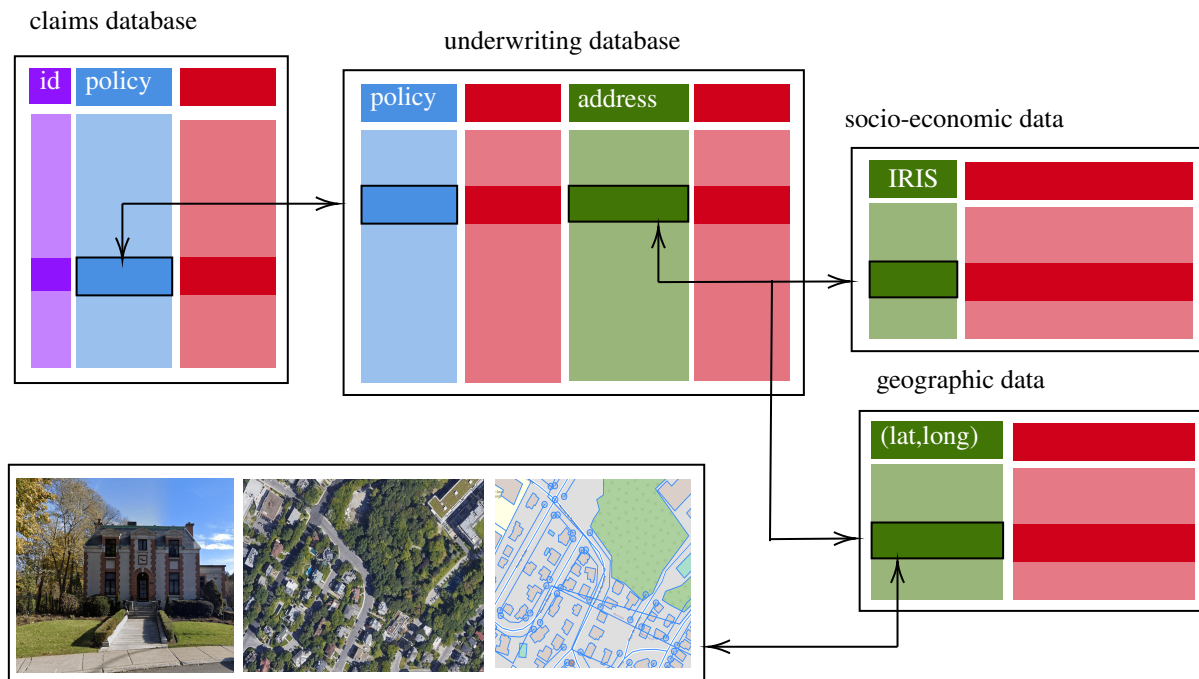 claims database
id
policy
underwriting database
policy
address
socio-economic data
IRIS
geographic data
(lat,long)